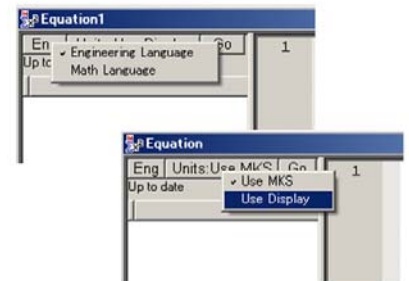 Equation1
En
Go
1
Engineering Language
Up to
Math Language
Equation
Eng Units:Use MKS Go
1
Up to date
Use MKS
Use Display